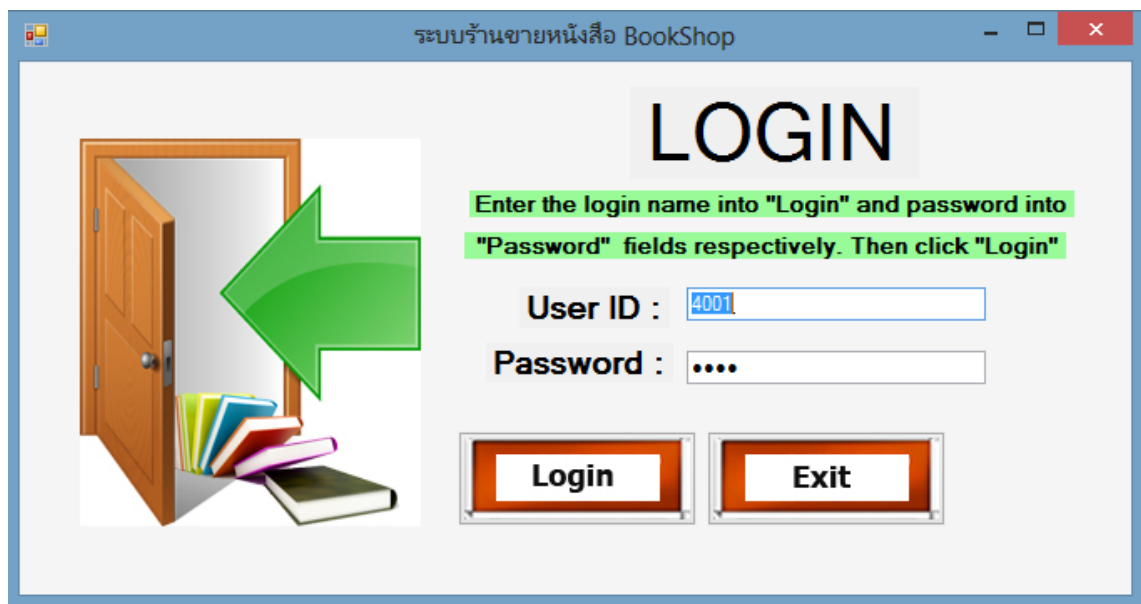 ระบบร้านขายหนังสือ BookShop
LOGIN
Enter the login name into "Login" and password into
"Password" fields respectively. Then click "Login"
User ID : 4001
Password : ••••
Login Exit